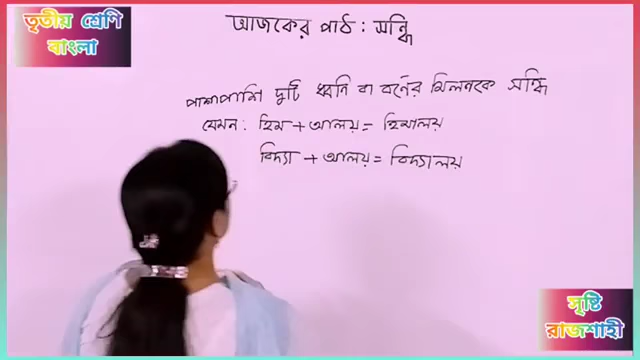 তৃতীয় শ্রেণি
বাংলা
আজকের পাঠ : সন্ধি
পাশাপাশি দুটি ধ্বনি বা বর্ণের মিলনকে সন্ধি
যেমন : হিম + আলয় = হিমালয়
বিদ্যা + আলয় = বিদ্যালয়
সৃষ্টি
রাজশাহী